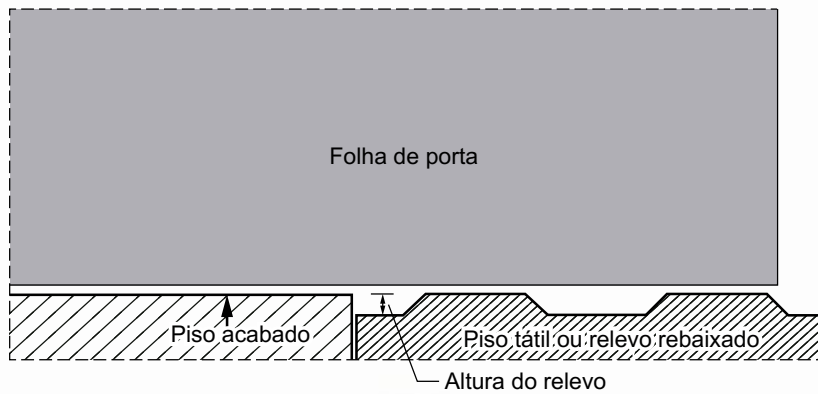 Folha de porta
Piso acabado
Piso tátil ou relevo rebaixado
Altura do relevo